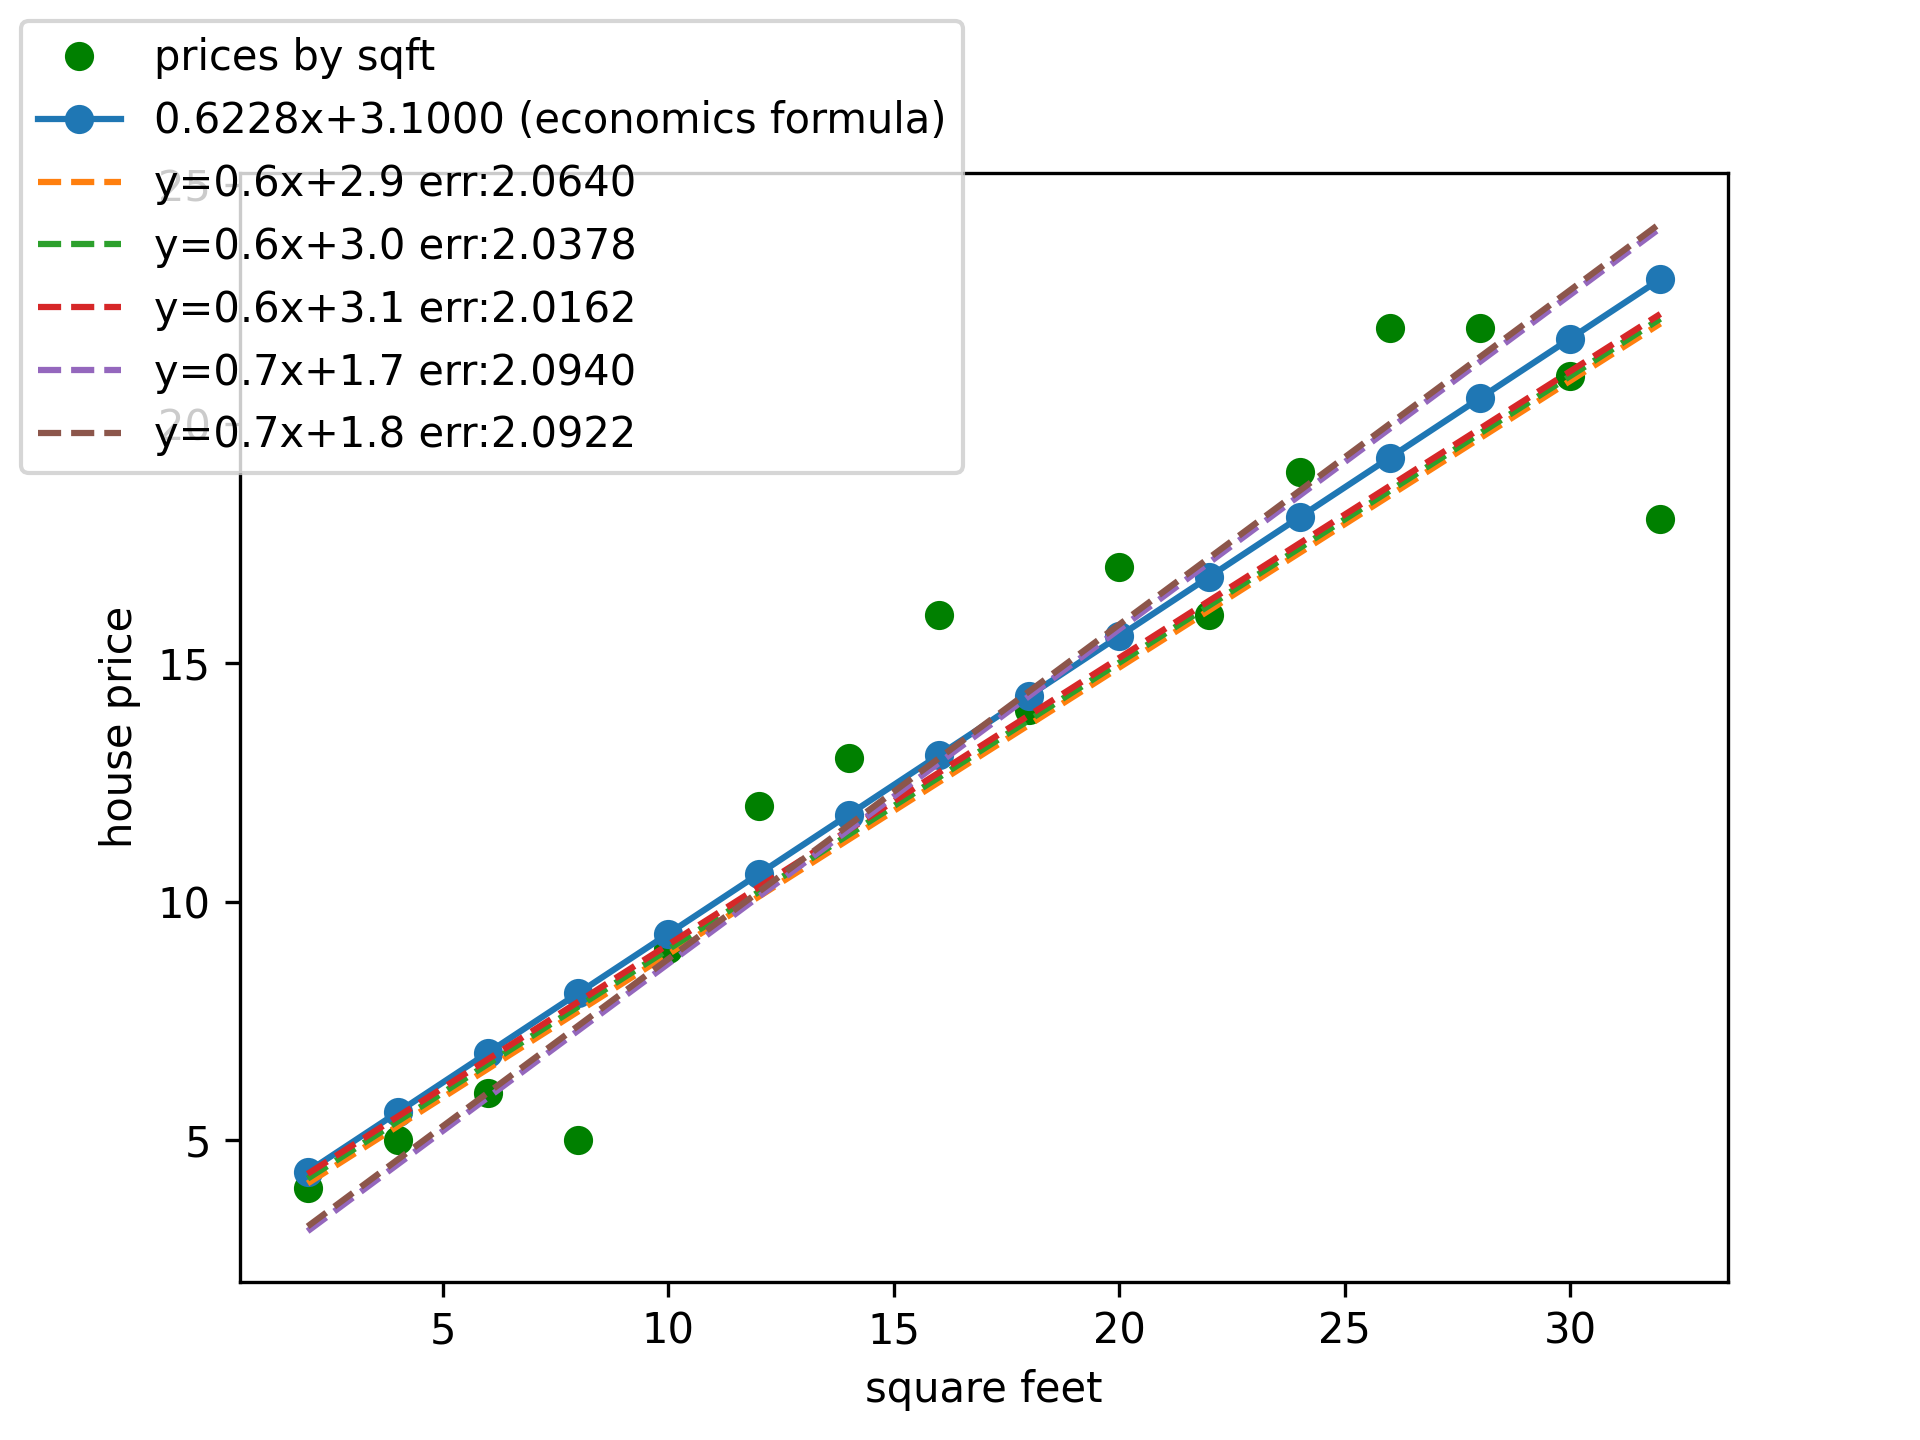 prices by sqft
0.6228x+3.1000 (economics formula)
y=0.6x+2.9 err:2.0640
y=0.6x+3.0 err:2.0378
y=0.6x+3.1 err:2.0162
y=0.7x+1.7 err:2.0940
y=0.7x+1.8 err:2.0922
25
20
15
10
5
house price
5 10 15 20 25 30
square feet